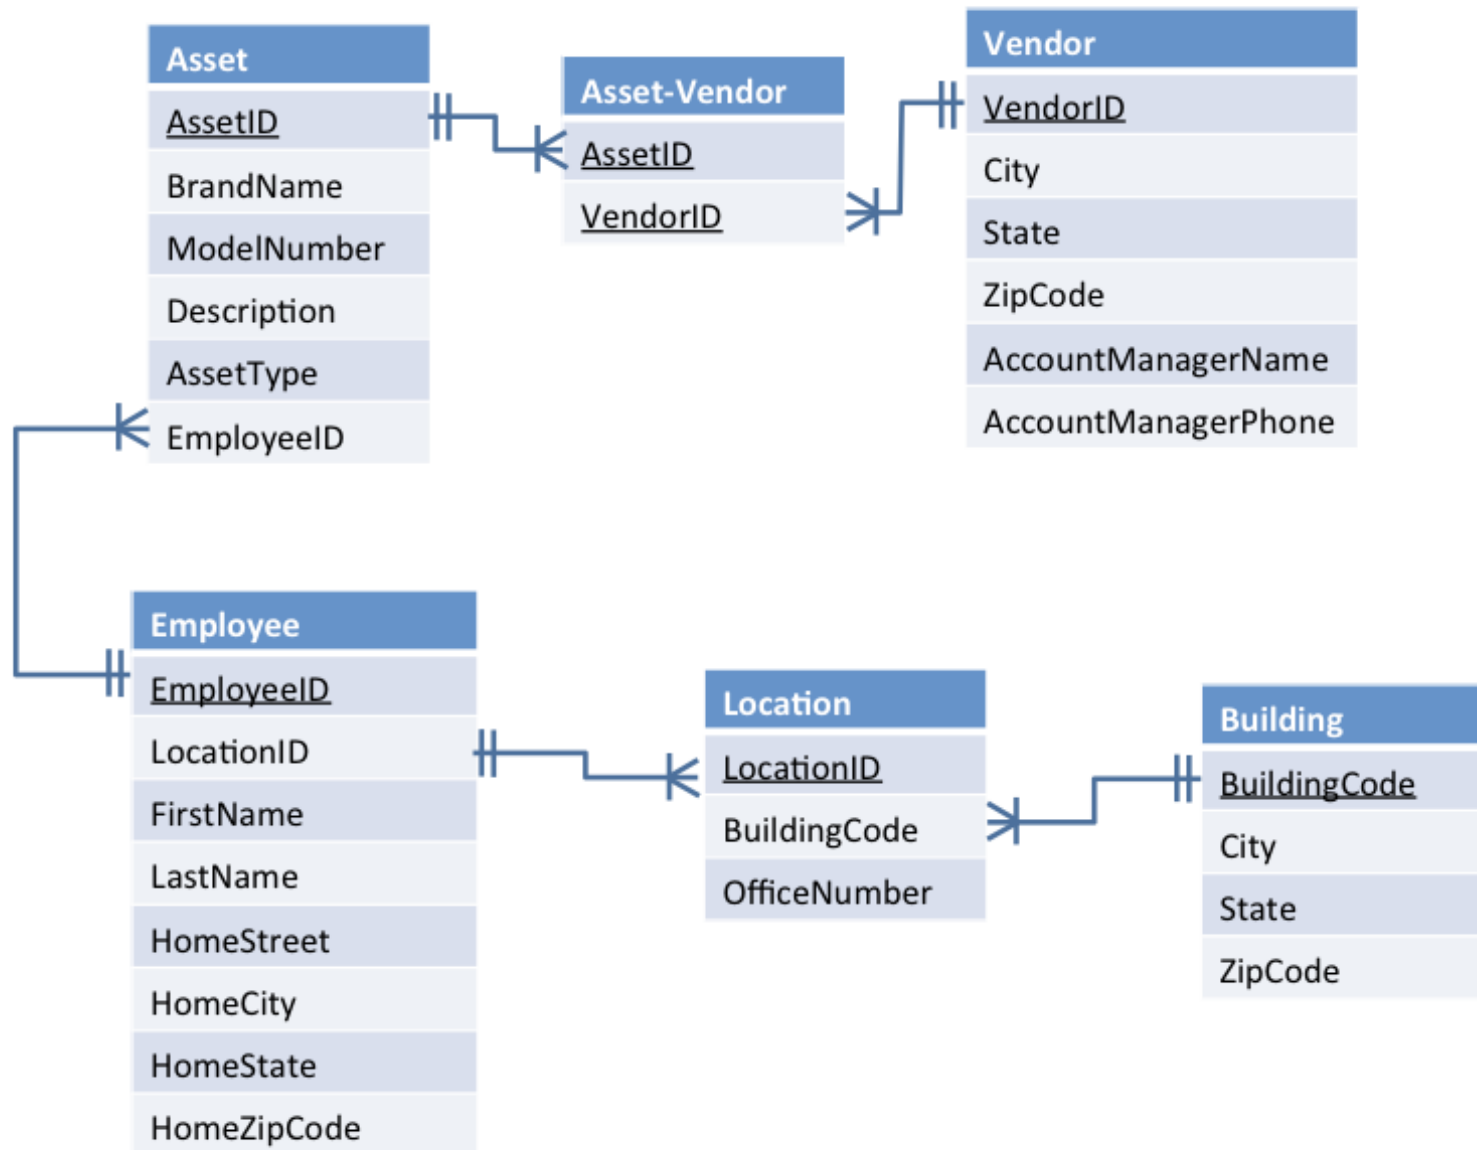 Asset
AssetID
BrandName
ModelNumber
Description
AssetType
EmployeeID
Asset-Vendor
AssetID
VendorID
Vendor
VendorID
City
State
ZipCode
AccountManagerName
AccountManagerPhone
Employee
EmployeeID
LocationID
FirstName
LastName
HomeStreet
HomeCity
HomeState
HomeZipCode
Location
LocationID
BuildingCode
OfficeNumber
Building
BuildingCode
City
State
ZipCode